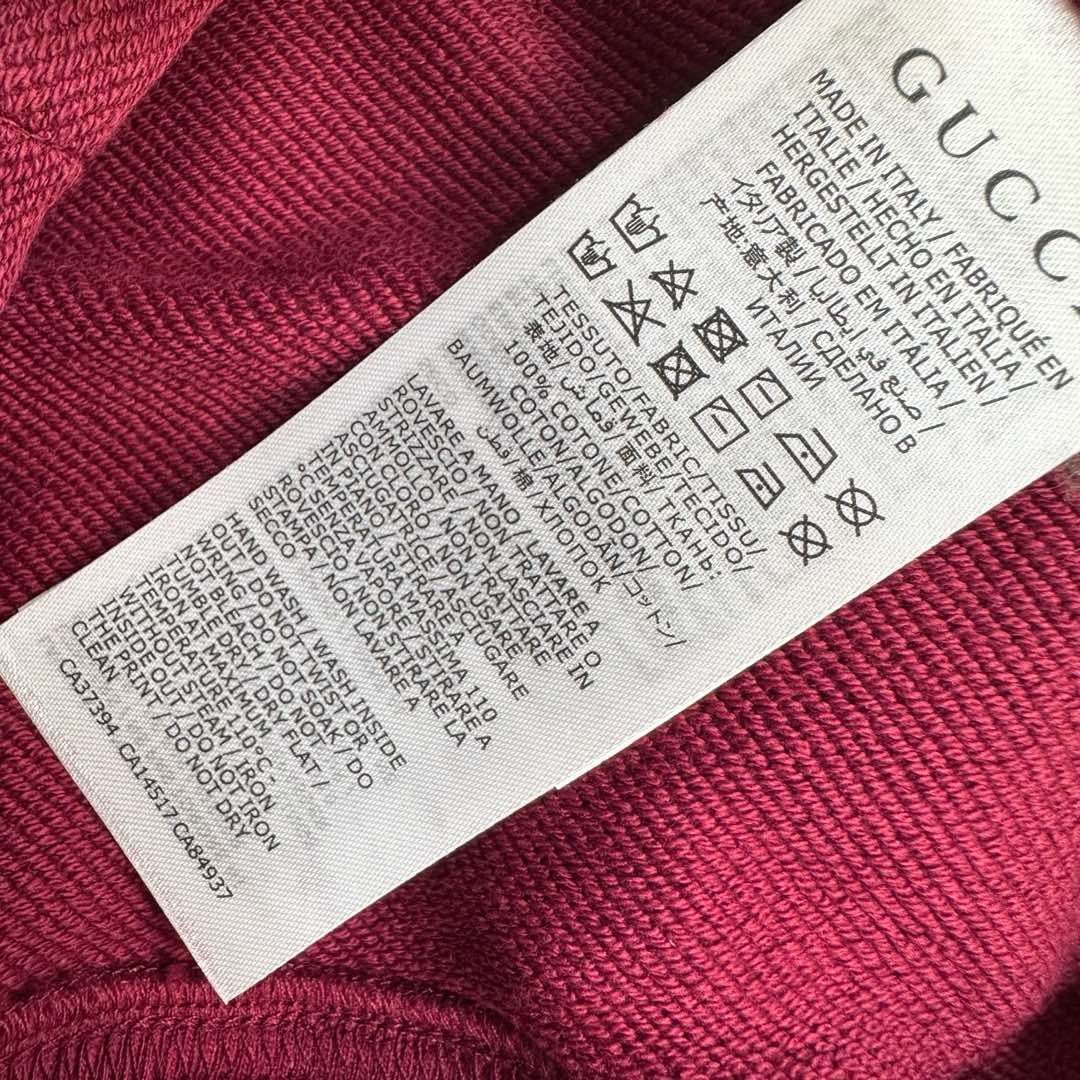 GUCCI
MADE IN ITALY / FABRIQUÉ EN
ITALIE / HECHO EN ITALIA /
HERGESTELLT IN ITALIEN /
FABRICADO EM ITÁLIA /
イタリア製 / صنع في إيطاليا /
产地:意大利 / СДЕЛАНО В
ИТАЛИИ
TESSUTO/FABRIC/TISSU/
TEJIDO/GEWEBE/TECIDO/
表地/ قماش / 面料/ ТКАНЬ:
100% COTONE/COTTON/
COTON/ALGODON/
BAUMWOLLE/ALGODÃN/コットン/
قطن/ 棉 / ХЛОПОК
LAVARE A MANO / LAVARE A
ROVESCIO / NON TRATTARE O
STRIZZARE / NON LASCIARE IN
AMMOLLO / NON TRATTARE
CON CLORO / NON USARE
ASCIUGATRICE / ASCIUGARE
IN PIANO / STIRARE A
TEMPERATURA MASSIMA 110
°C SENZA VAPORE / STIRARE A
ROVESCIO / NON STIRARE LA
STAMPA / NON LAVARE A
SECCO
HAND WASH / WASH INSIDE
OUT / DO NOT TWIST OR
WRING / DO NOT SOAK / DO
NOT BLEACH / DO NOT
TUMBLE DRY / DRY FLAT /
IRON AT MAXIMUM
TEMPERATURE 110°C -
WITHOUT STEAM / IRON
INSIDE OUT / DO NOT IRON
THE PRINT / DO NOT DRY
CLEAN
CA37394 CA14517 CA84937